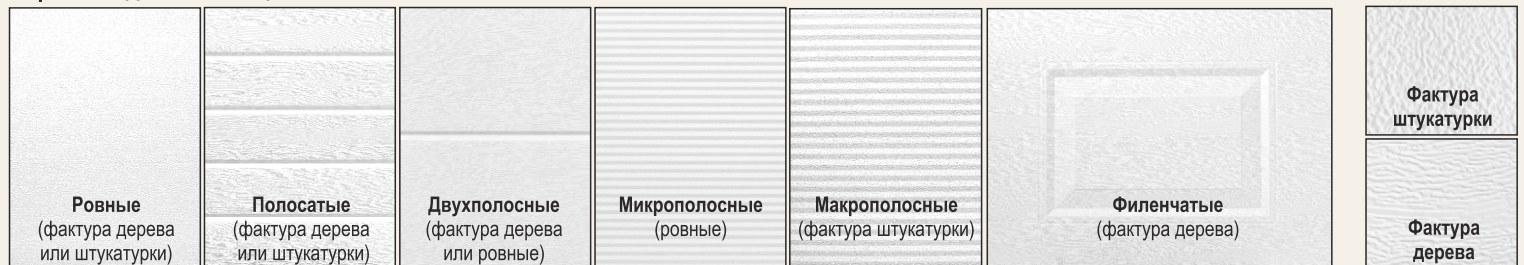 Ровные
(фактура дерева
или штукатурки)
Полосатые
(фактура дерева
или штукатурки)
Двухполосные
(фактура дерева
или ровные)
Микрополосные
(ровные)
Макрополосные
(фактура штукатурки)
Филенчатые
(фактура дерева)
Фактура
штукатурки
Фактура
дерева